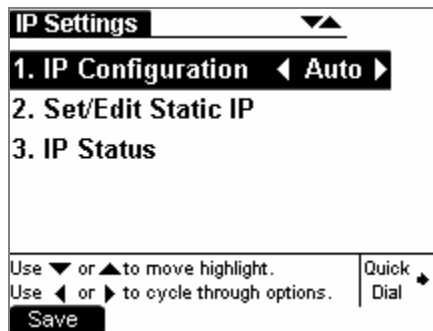 IP Settings ▼▲
1. IP Configuration ◀ Auto ▶
2. Set/Edit Static IP
3. IP Status
Use ▼ or ▲ to move highlight.
Use ◀ or ▶ to cycle through options.
Quick
Dial
Save